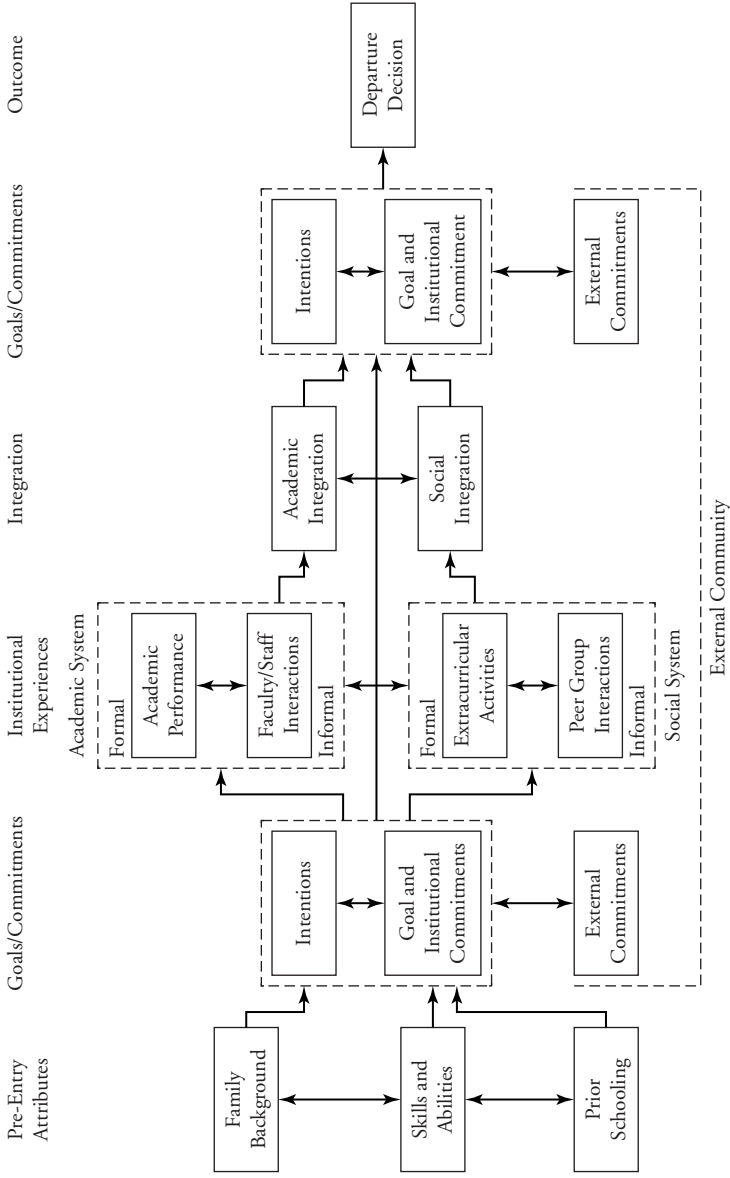 Pre-Entry
Attributes
Goals/Commitments
Institutional
Experiences
Integration
Goals/Commitments
Outcome
Family
Background
Skills and
Abilities
Prior
Schooling
Intentions
Goal and
Institutional
Commitments
External
Commitments
Academic System
Formal
Academic
Performance
Faculty/Staff
Interactions
Informal
Formal
Extracurricular
Activities
Peer Group
Interactions
Informal
Social System
Academic
Integration
Social
Integration
Intentions
Goal and
Institutional
Commitment
External
Commitments
Departure
Decision
External Community